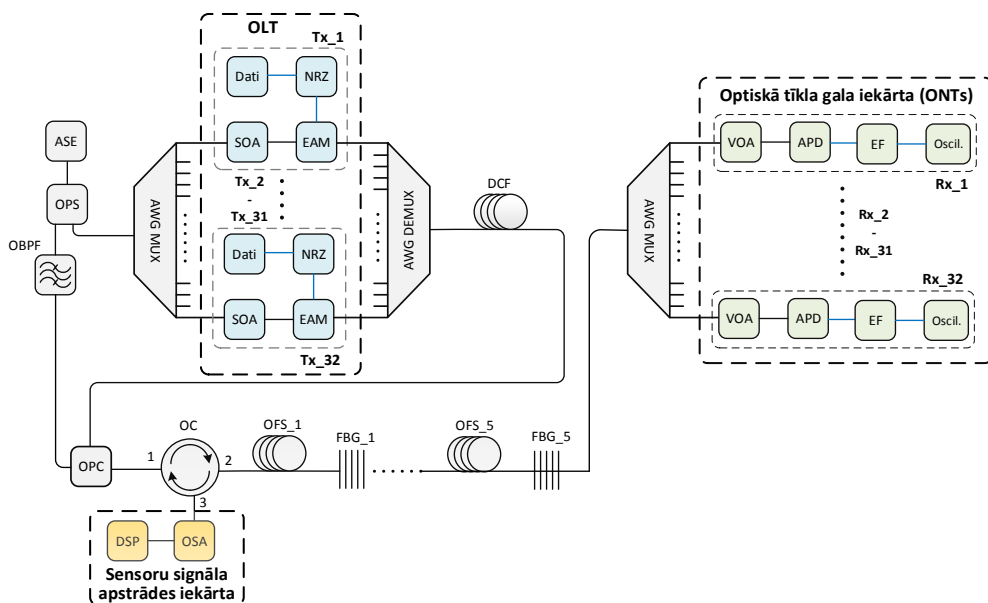 OLT
Tx_1
Dati
NRZ
SOA
EAM
Tx_2
-
Tx_31
Dati
NRZ
SOA
EAM
Tx_32
ASE
OPS
OBPF
AWG MUX
AWG DEMUX
DCF
AWG MUX
Optiskā tīkla gala iekārta (ONTs)
VOA
APD
EF
Oscil.
Rx_1
Rx_2
-
Rx_31
Rx_32
VOA
APD
EF
Oscil.
OPC
OC
1
2
3
OFS_1
FBG_1
OFS_5
FBG_5
DSP
OSA
Sensoru signāla
apstrādes iekārta